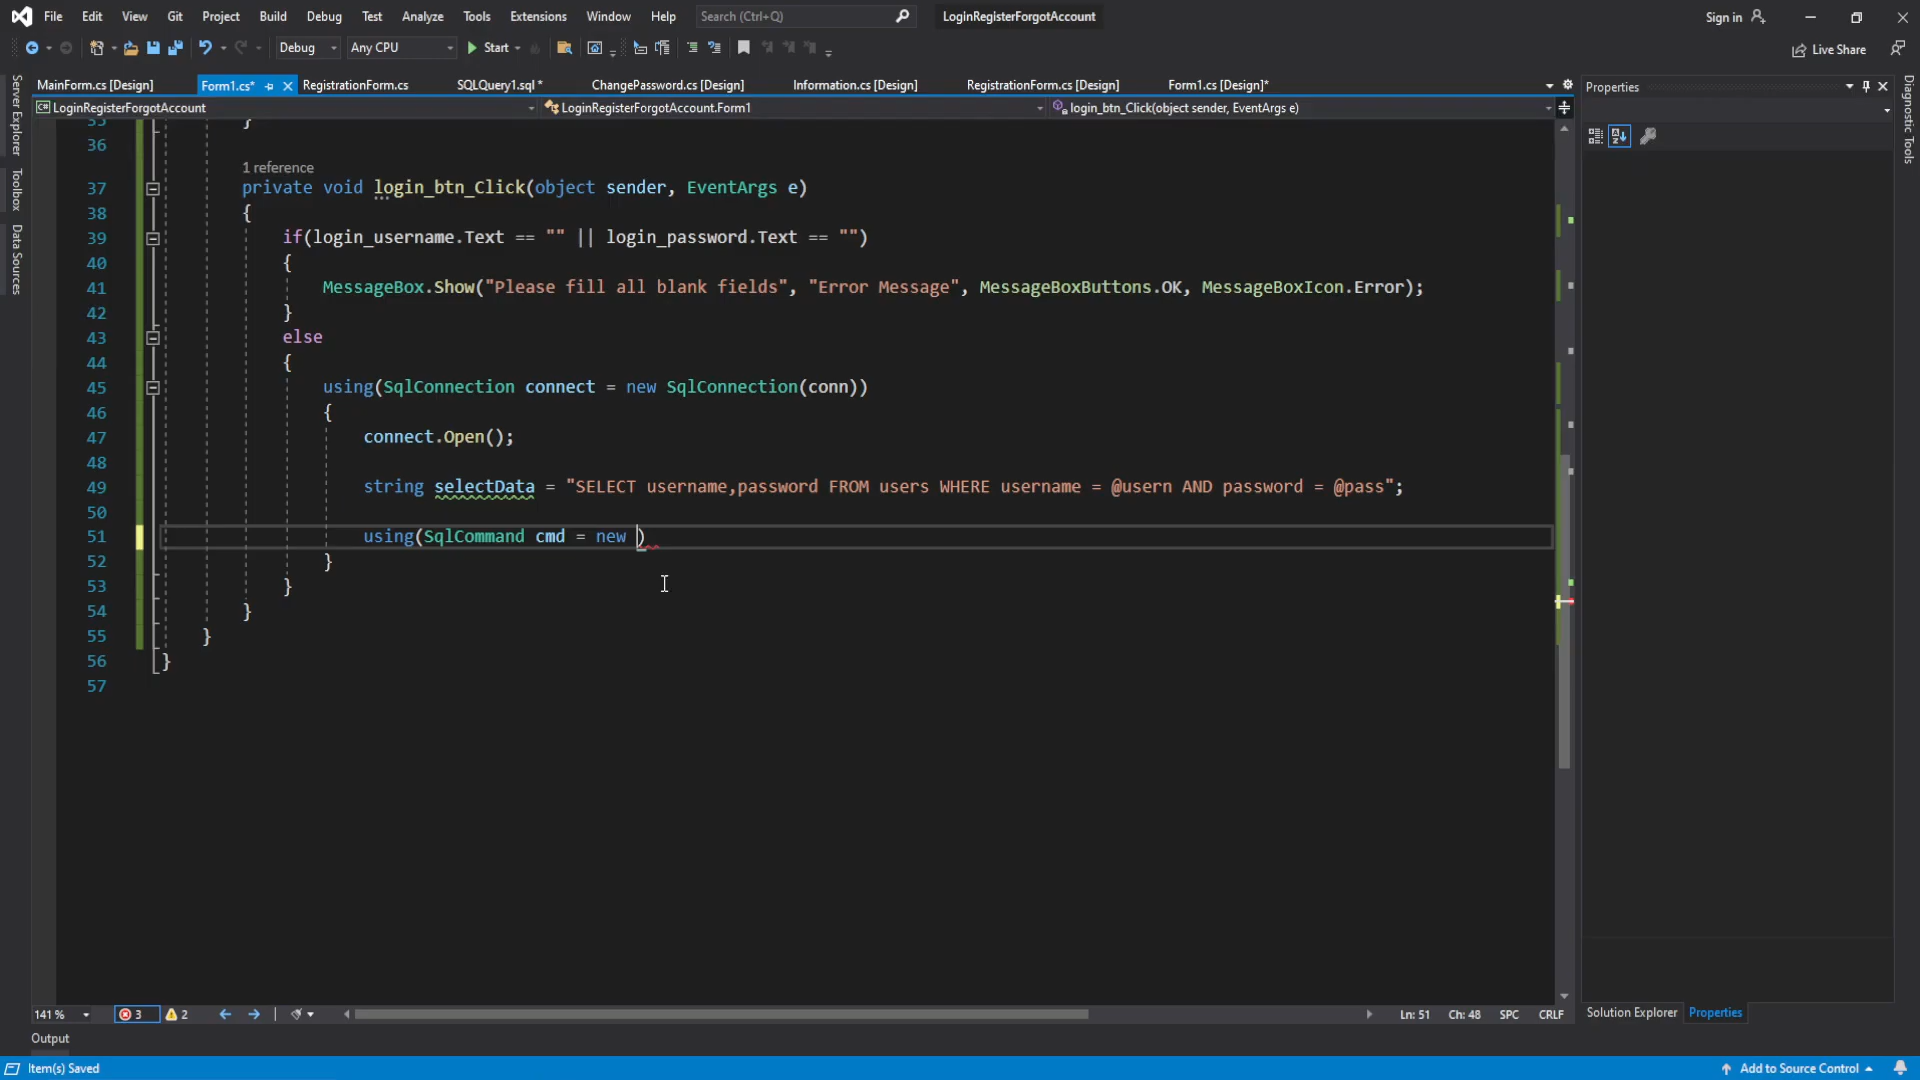 File Edit View Git Project Build Debug Test Analyze Tools Extensions Window Help Search (Ctrl+Q) LoginRegisterForgotAccount Sign in
Debug Any CPU Start Live Share
MainForm.cs [Design] Form1.cs* RegistrationForm.cs SQLQuery1.sql * ChangePassword.cs [Design] Information.cs [Design] RegistrationForm.cs [Design] Form1.cs [Design]* Properties
LoginRegisterForgotAccount LoginRegisterForgotAccount.Form1 login_btn_Click(object sender, EventArgs e)
Server Explorer
Toolbox
Data Sources
Diagnostic Tools
35 }
36
1 reference
37 private void login_btn_Click(object sender, EventArgs e)
38 {
39 if(login_username.Text == "" || login_password.Text == "")
40 {
41 MessageBox.Show("Please fill all blank fields", "Error Message", MessageBoxButtons.OK, MessageBoxIcon.Error);
42 }
43 else
44 {
45 using(SqlConnection connect = new SqlConnection(conn))
46 {
47 connect.Open();
48
49 string selectData = "SELECT username,password FROM users WHERE username = @usern AND password = @pass";
50
51 using(SqlCommand cmd = new )
52 }
53 }
54 }
55 }
56 }
57
141 % 3 2 Ln: 51 Ch: 48 SPC CRLF Solution Explorer Properties
Output
Item(s) Saved Add to Source Control